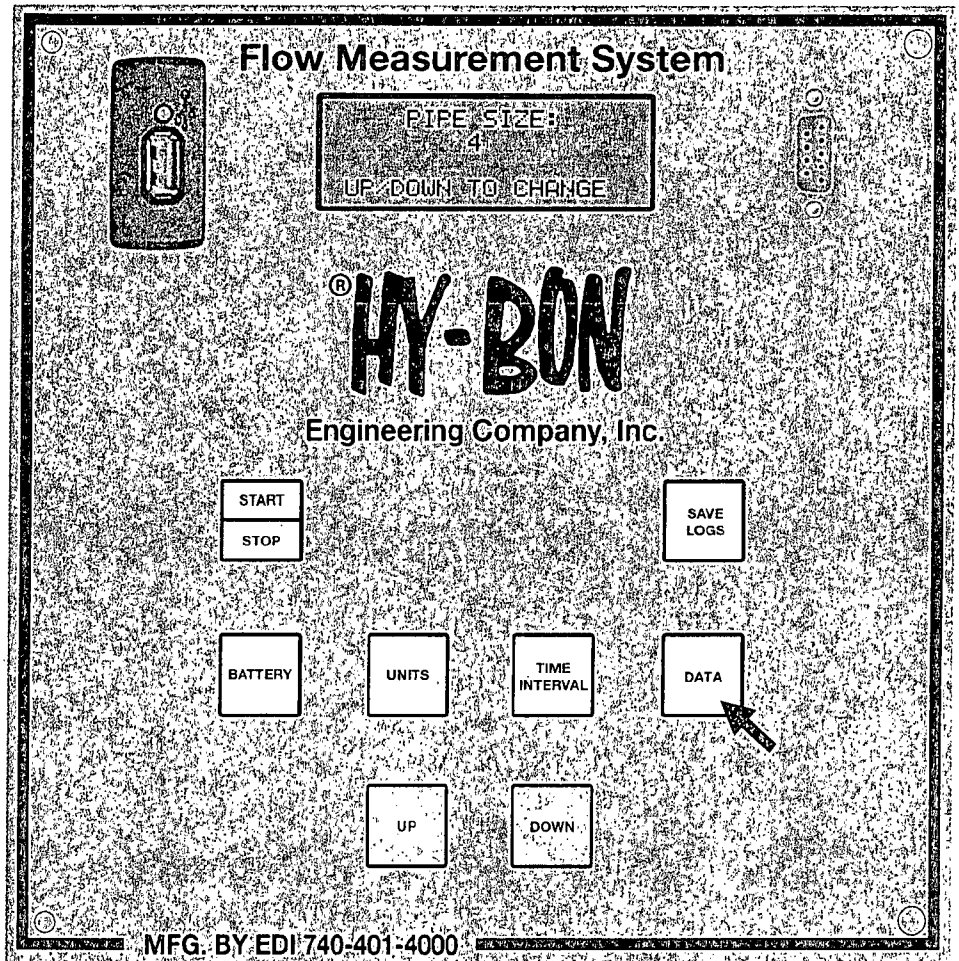 Flow Measurement System
PIPE SIZE:
4
UP/DOWN TO CHANGE
® HY-BON
Engineering Company, Inc.
START
STOP
SAVE
LOGS
BATTERY
UNITS
TIME
INTERVAL
DATA
UP
DOWN
MFG. BY EDI 740-401-4000